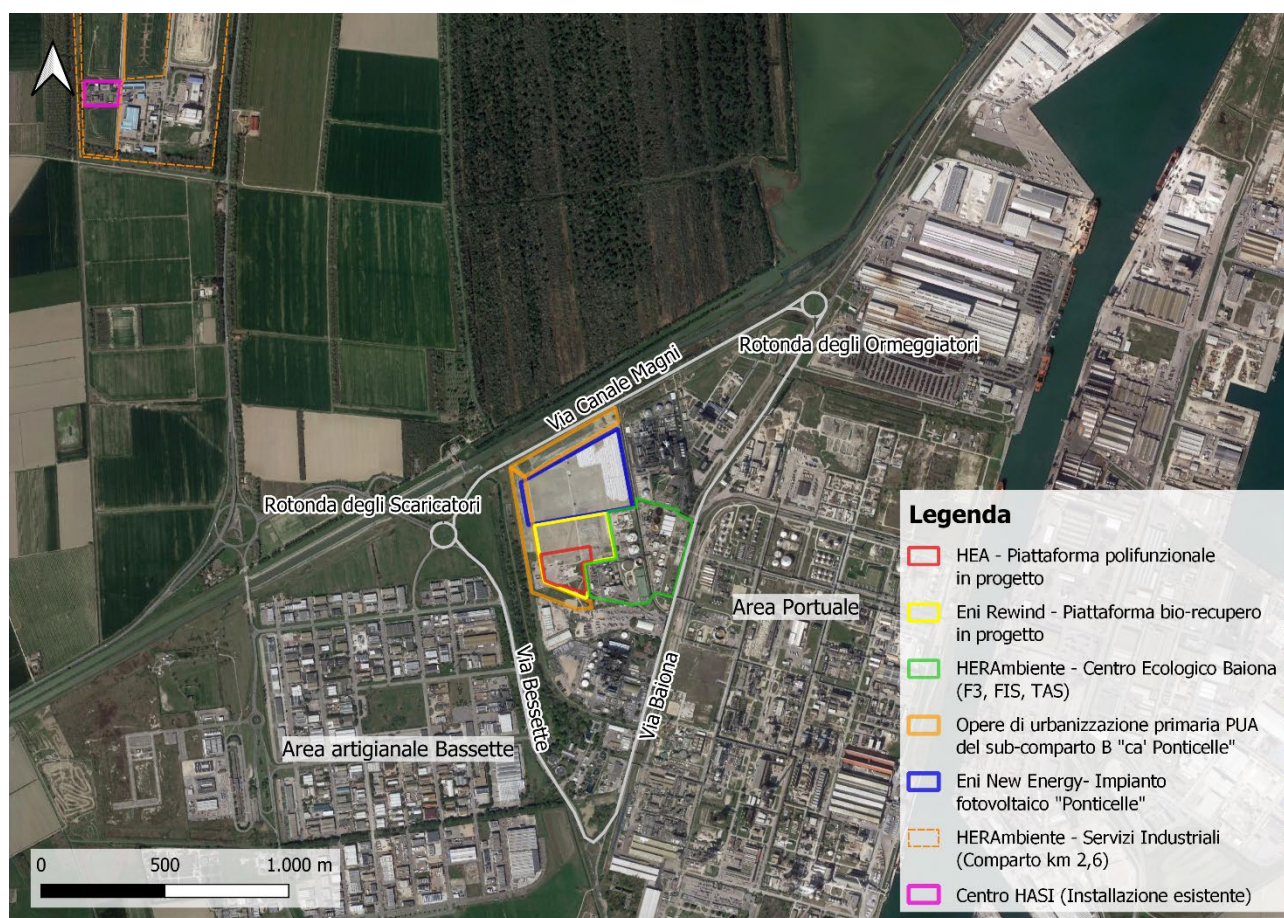 Via Canale Magni
Rotonda degli Ormeggiatori
Rotonda degli Scaricatori
Area Portuale
Via Bessette
Via Baiona
Area artigianale Bassette
0 500 1.000 m
Legenda
HEA - Piattaforma polifunzionale
in progetto
Eni Rewind - Piattaforma bio-recupero
in progetto
HERAmbiente - Centro Ecologico Baiona
(F3, FIS, TAS)
Opere di urbanizzazione primaria PUA
del sub-comparto B "ca' Ponticelle"
Eni New Energy- Impianto
fotovoltaico "Ponticelle"
HERAmbiente - Servizi Industriali
(Comparto km 2,6)
Centro HASI (Installazione esistente)